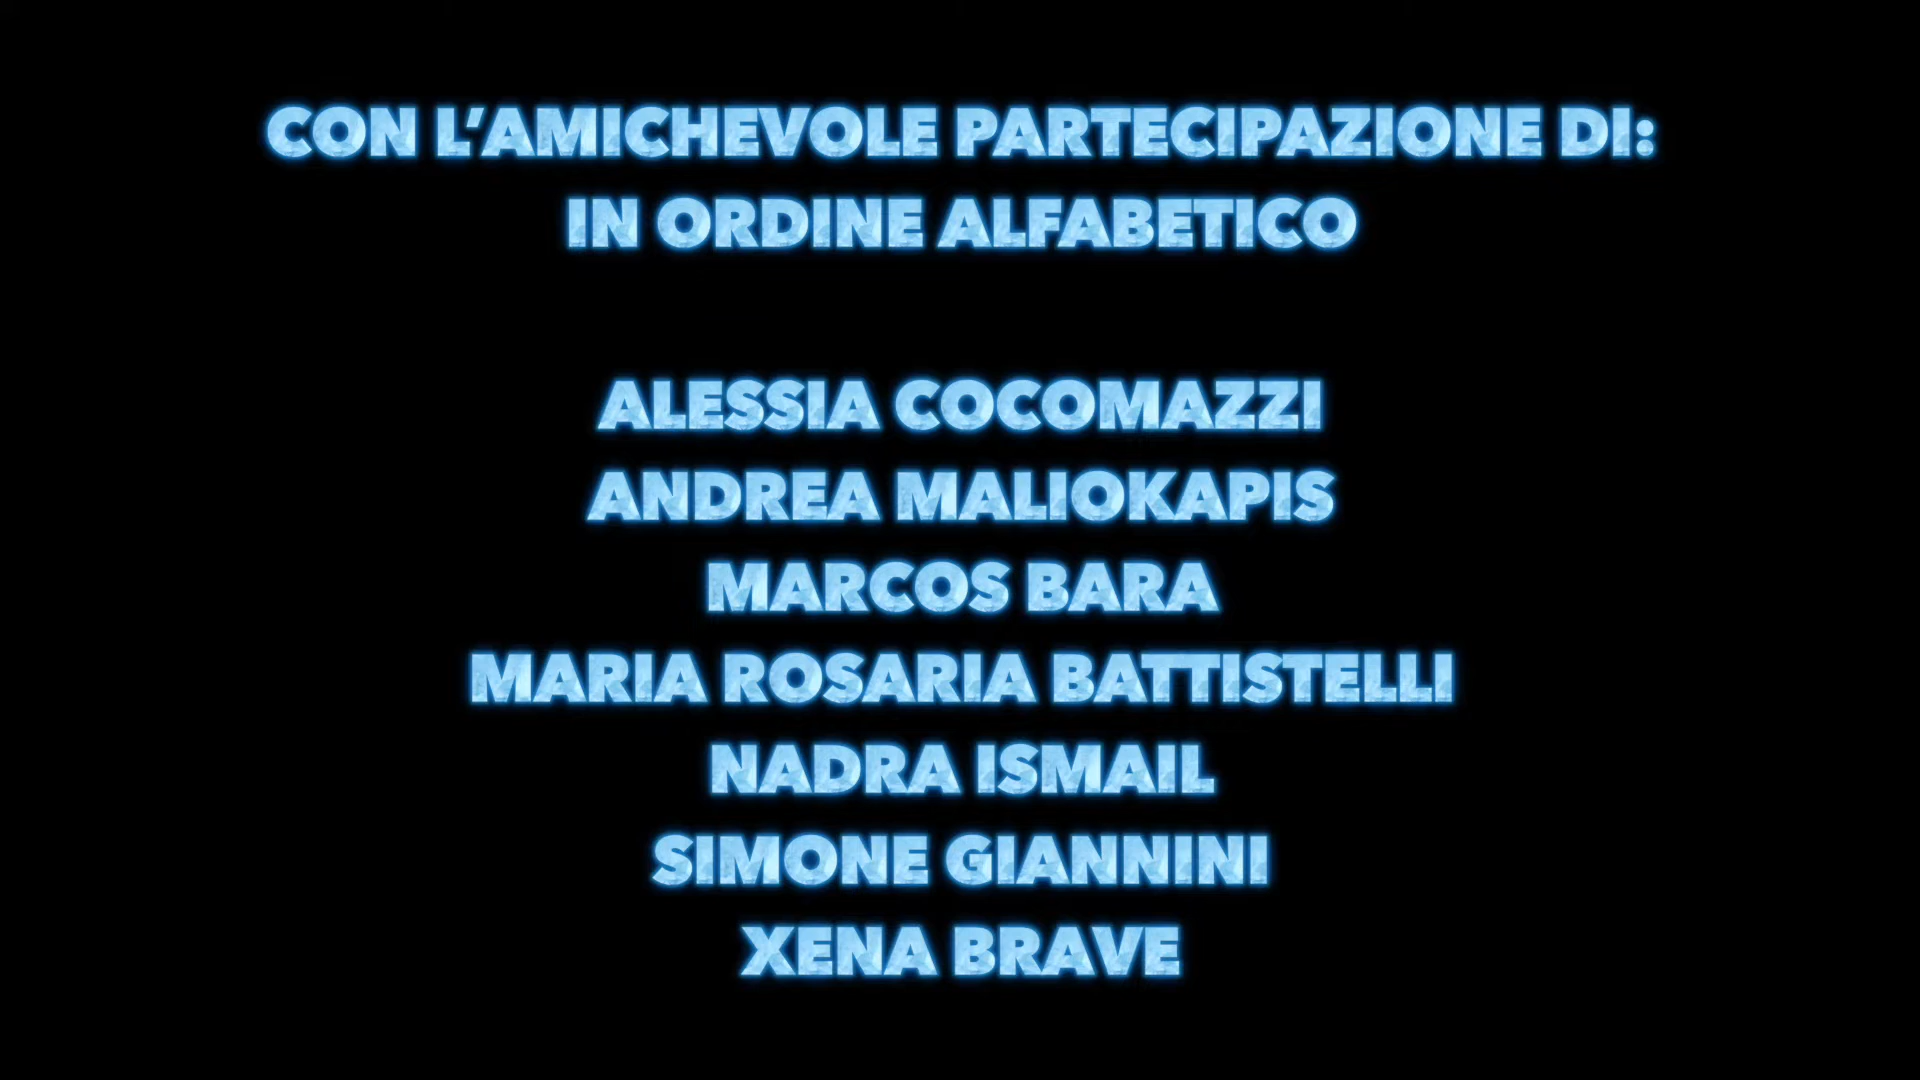 CON L’AMICHEVOLE PARTECIPAZIONE DI:
IN ORDINE ALFABETICO
ALESSIA COCOMAZZI
ANDREA MALIOKAPIS
MARCOS BARA
MARIA ROSARIA BATTISTELLI
NADRA ISMAIL
SIMONE GIANNINI
XENA BRAVE